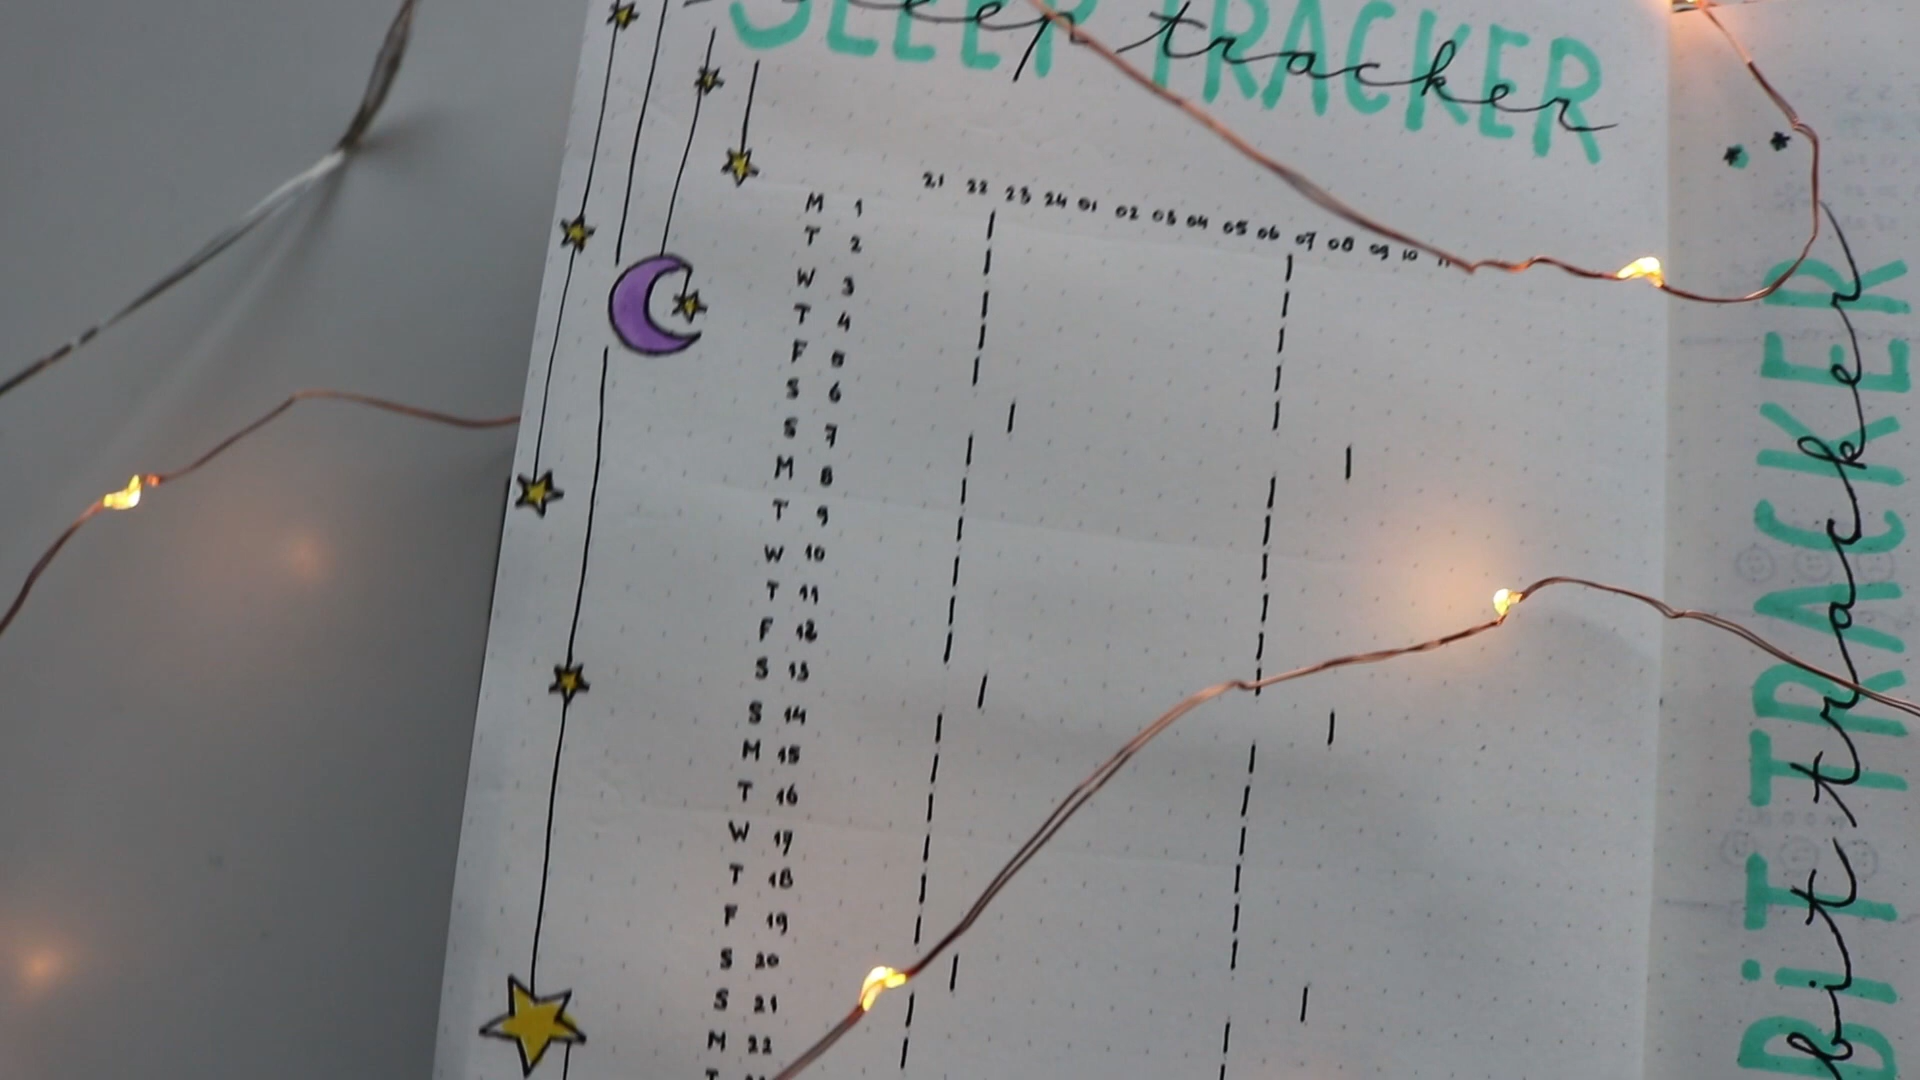 SLEEP TRACKER
sleep tracker
21 22 23 24 01 02 03 04 05 06 07 08 09 10 11
M 1
T 2
W 3
T 4
F 5
S 6
S 7
M 8
T 9
W 10
T 11
F 12
S 13
S 14
M 15
T 16
W 17
T 18
F 19
S 20
S 21
M 22
T
BIT TRACKER
bit tracker